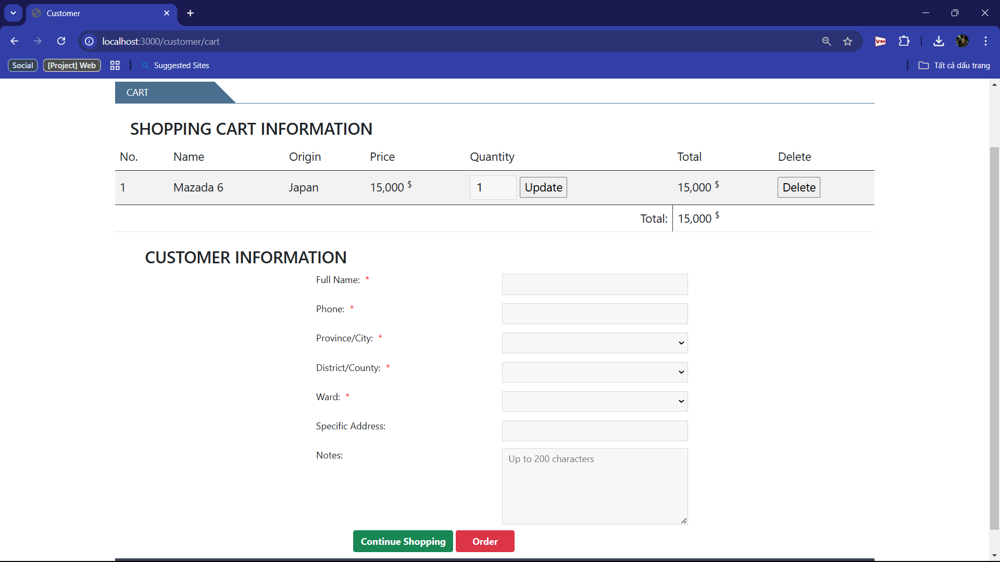 Customer
localhost:3000/customer/cart
VM
Social [Project] Web Suggested Sites Tất cả dấu trang
CART
SHOPPING CART INFORMATION
No. Name Origin Price Quantity Total Delete
1 Mazada 6 Japan 15,000 $ 1 Update 15,000 $ Delete
Total: 15,000 $
CUSTOMER INFORMATION
Full Name: *
Phone: *
Province/City: *
District/County: *
Ward: *
Specific Address:
Notes: Up to 200 characters
Continue Shopping Order